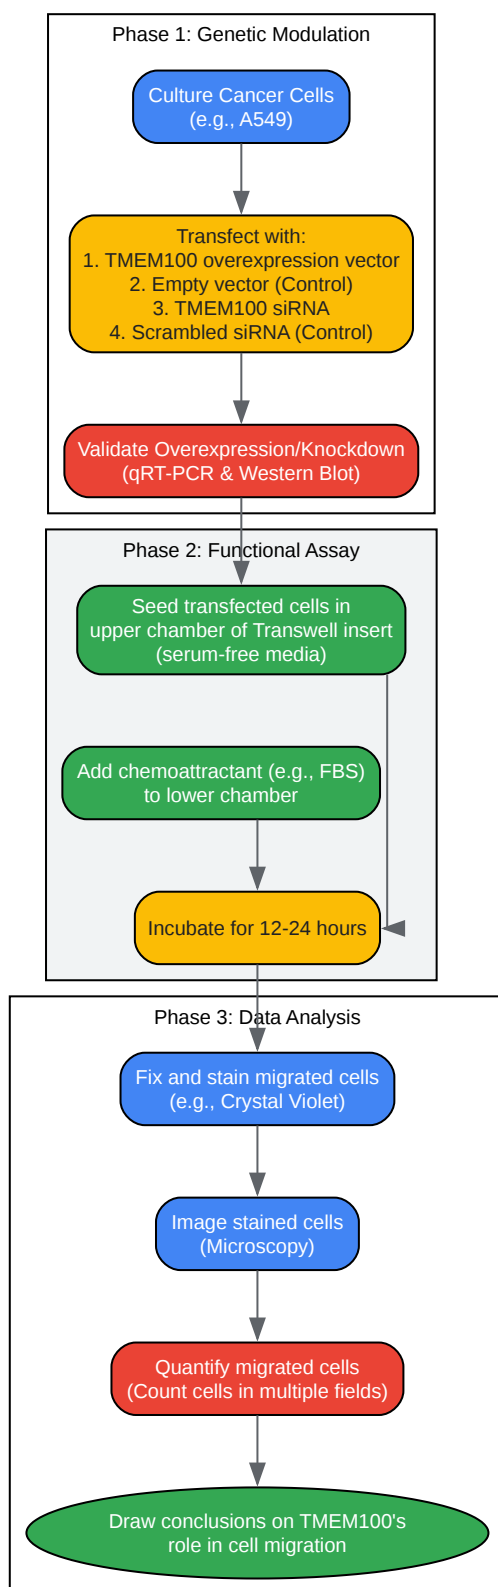 Phase 1: Genetic Modulation
Culture Cancer Cells
(e.g., A549)
Transfect with:
1. TMEM100 overexpression vector
2. Empty vector (Control)
3. TMEM100 siRNA
4. Scrambled siRNA (Control)
Validate Overexpression/Knockdown
(qRT-PCR & Western Blot)
Phase 2: Functional Assay
Seed transfected cells in
upper chamber of Transwell insert
(serum-free media)
Add chemoattractant (e.g., FBS)
to lower chamber
Incubate for 12-24 hours
Phase 3: Data Analysis
Fix and stain migrated cells
(e.g., Crystal Violet)
Image stained cells
(Microscopy)
Quantify migrated cells
(Count cells in multiple fields)
Draw conclusions on TMEM100's
role in cell migration